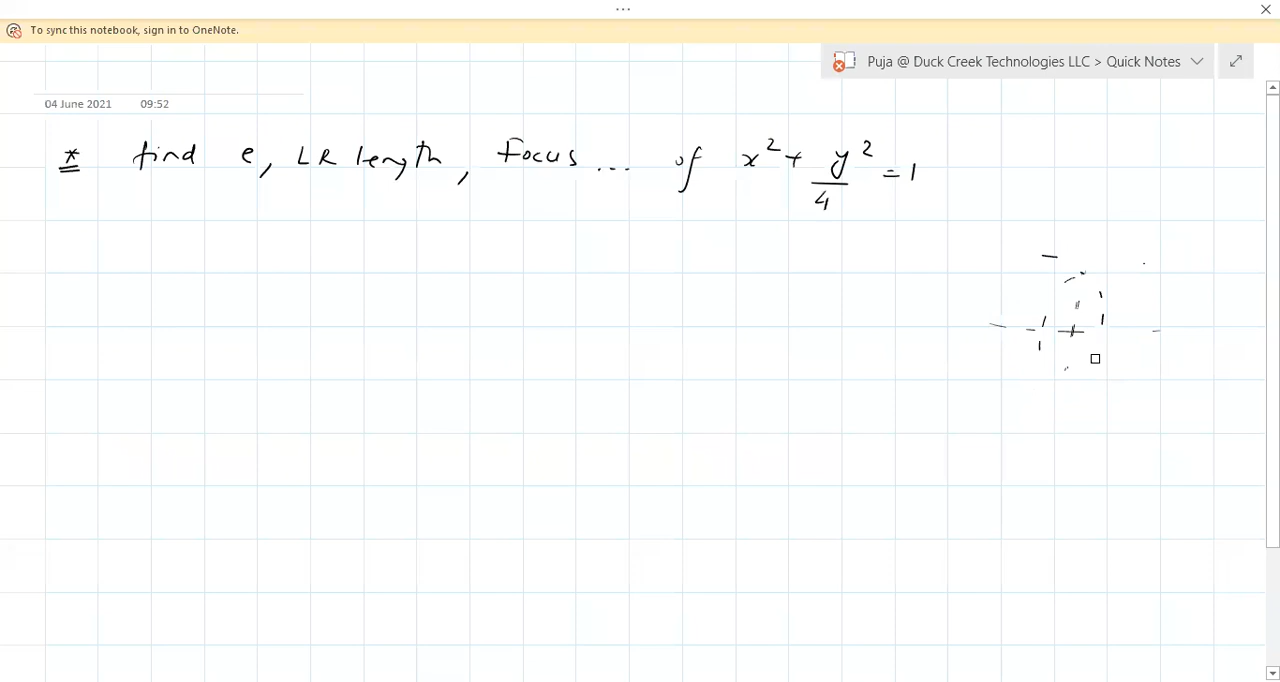 To sync this notebook, sign in to OneNote.
Puja @ Duck Creek Technologies LLC > Quick Notes
04 June 2021 09:52
* find e, LR length, Focus... of x² + y²/4 = 1